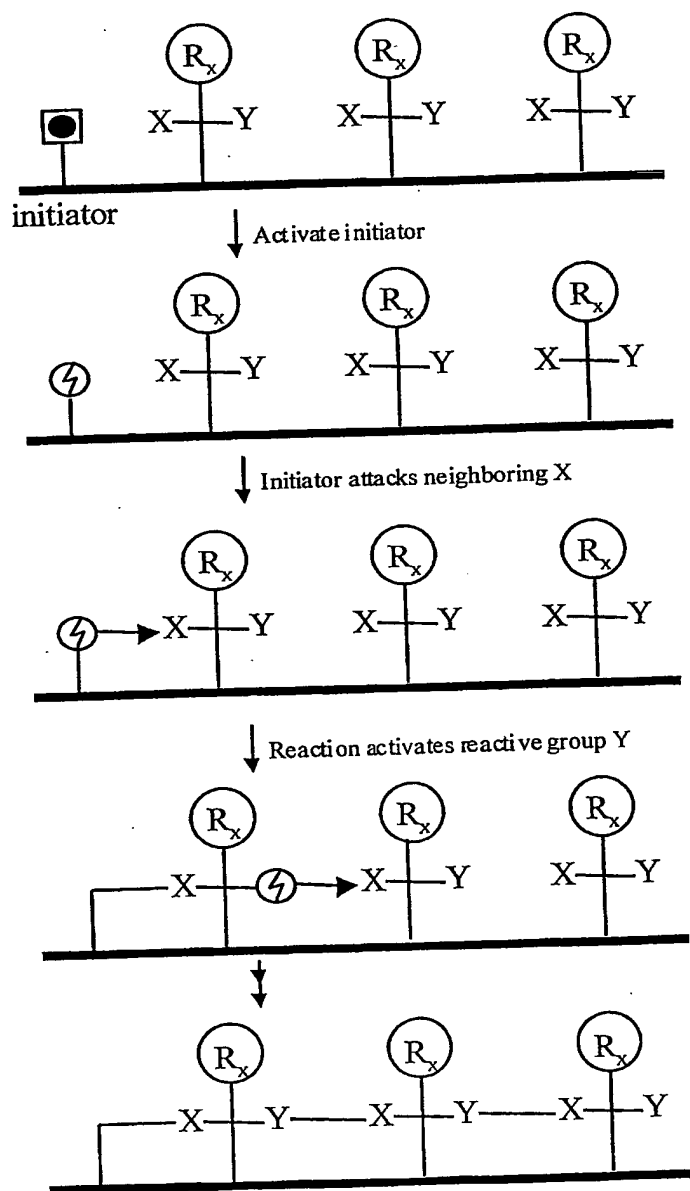 Rx Rx Rx
X Y X Y X Y
initiator
Activate initiator
Rx Rx Rx
X Y X Y X Y
Initiator attacks neighboring X
Rx Rx Rx
X Y X Y X Y
Reaction activates reactive group Y
Rx Rx Rx
X X Y X Y
Rx Rx Rx
X Y X Y X Y